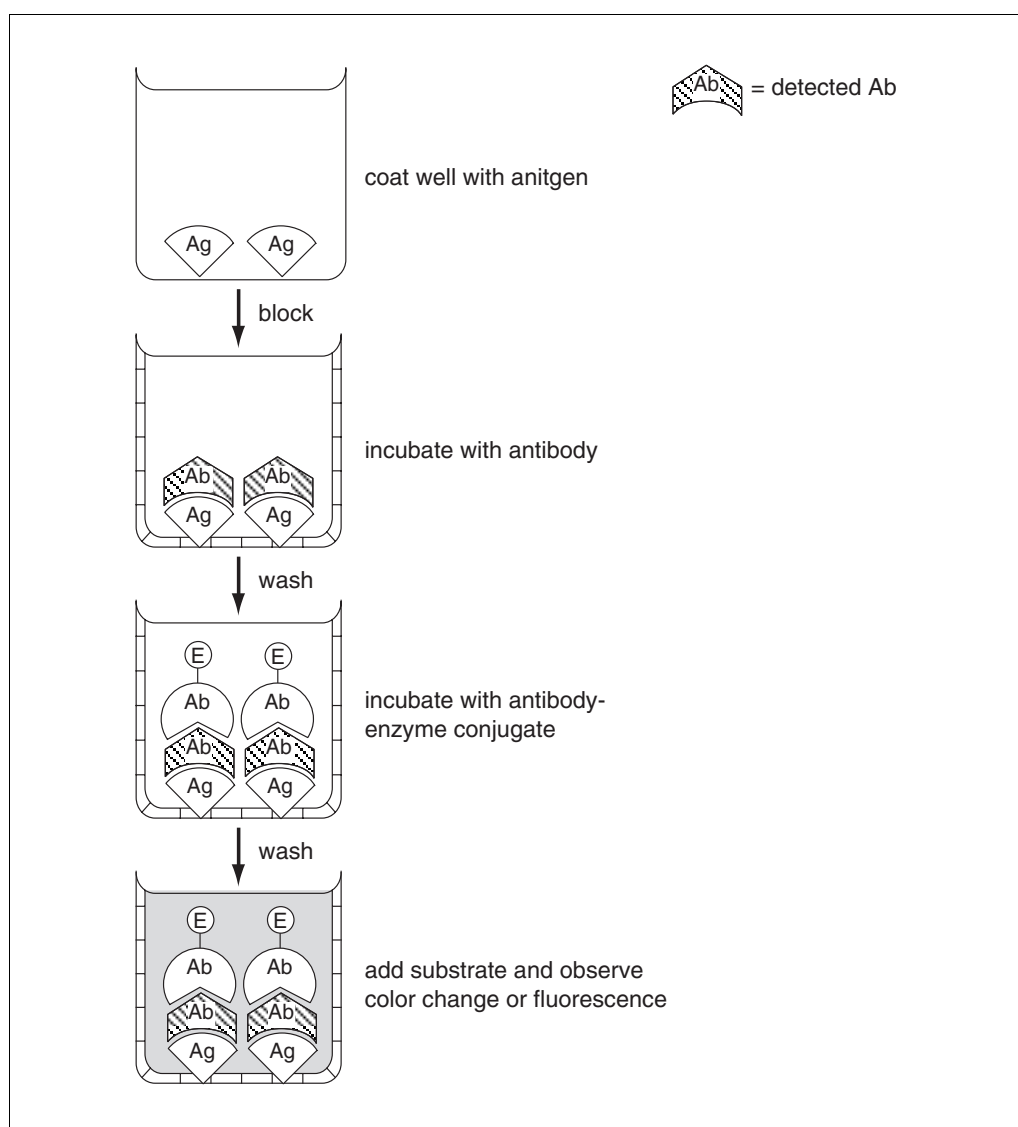 Ab = detected Ab
coat well with anitgen
Ag Ag
block
incubate with antibody
Ab Ab
Ag Ag
wash
E E
Ab Ab
incubate with antibody-
enzyme conjugate
Ab Ab
Ag Ag
wash
E E
Ab Ab
add substrate and observe
color change or fluorescence
Ab Ab
Ag Ag